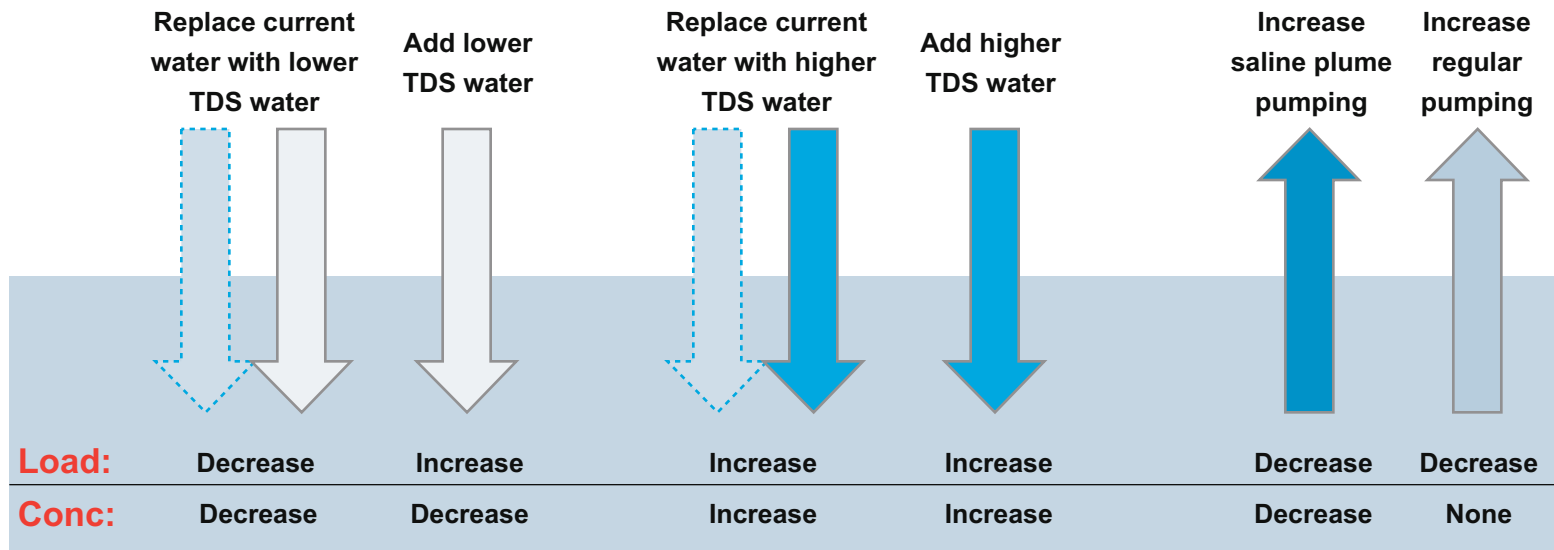 Replace current
water with lower
TDS water
Add lower
TDS water
Replace current
water with higher
TDS water
Add higher
TDS water
Increase
saline plume
pumping
Increase
regular
pumping
Load: Decrease Increase Increase Increase Decrease Decrease
Conc: Decrease Decrease Increase Increase Decrease None